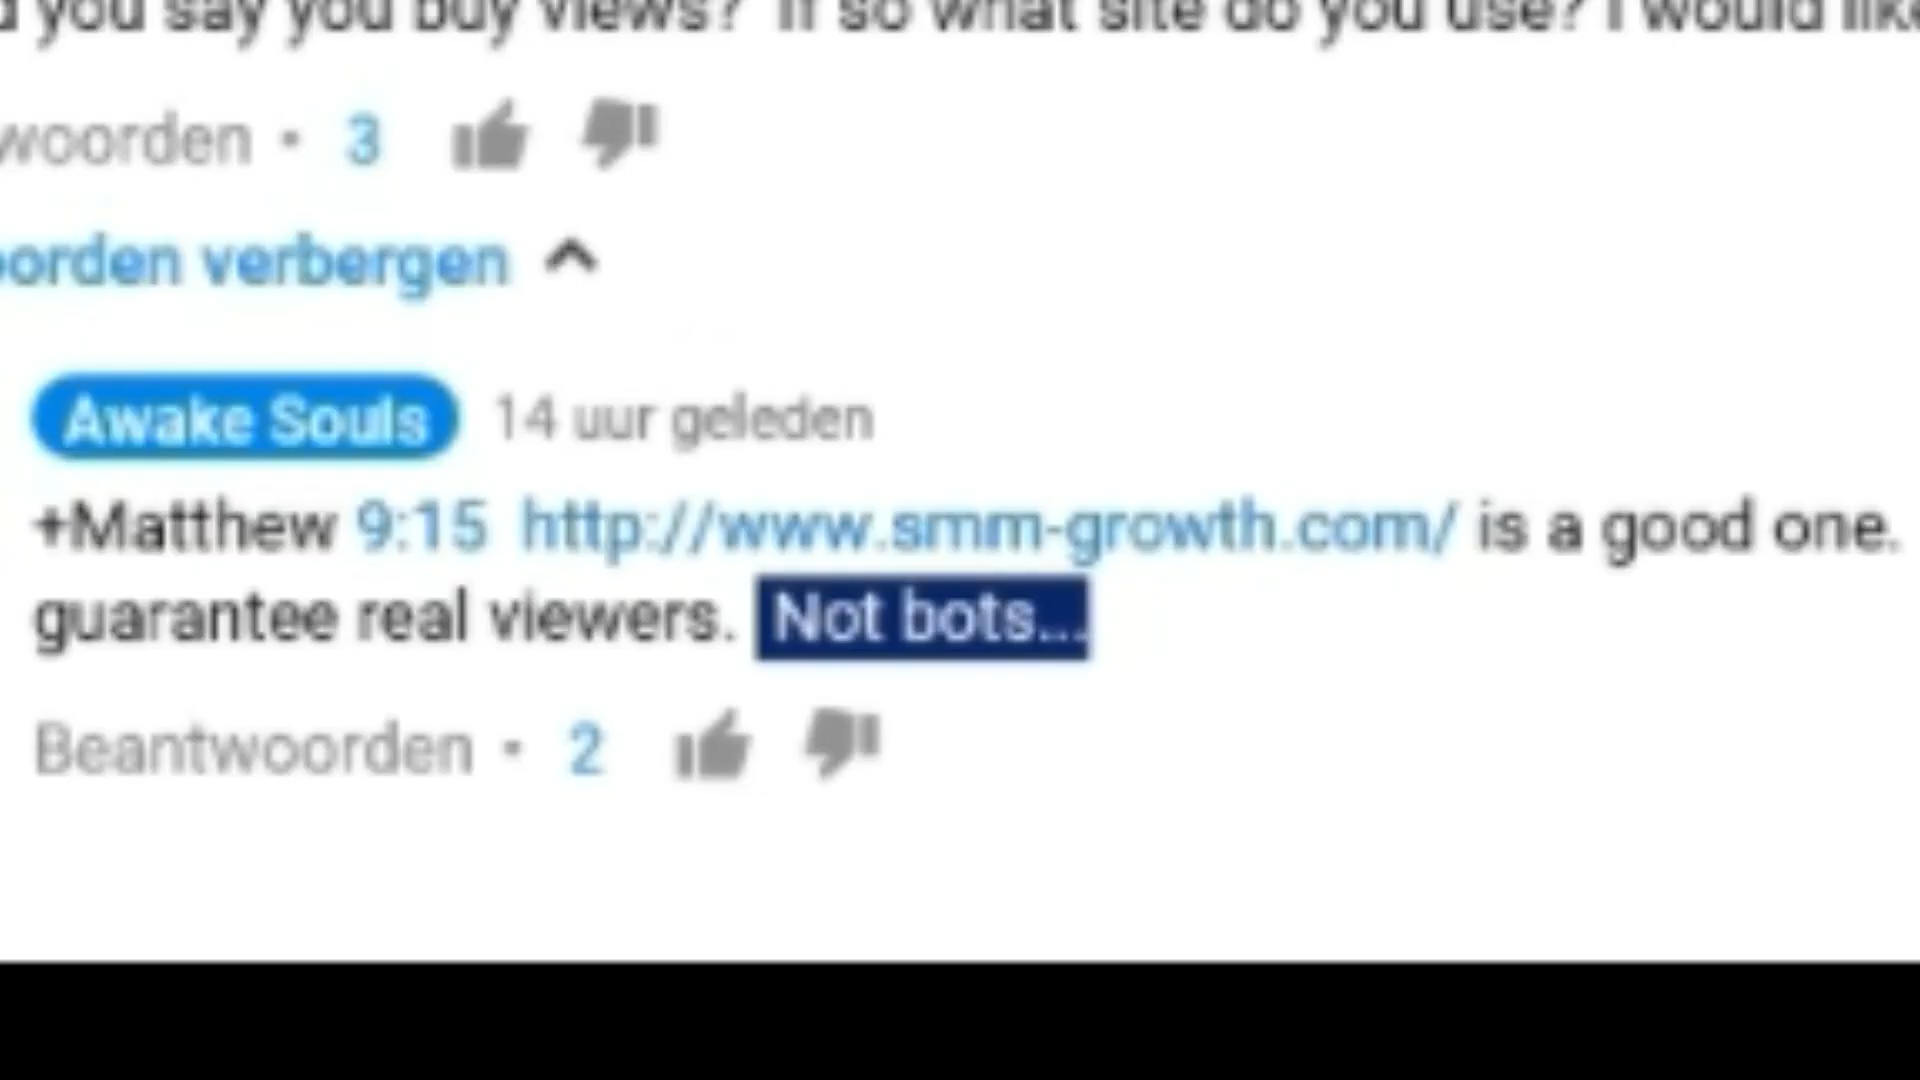 you say you buy views? If so what site do you use? I would like
woorden • 3
oorden verbergen
Awake Souls 14 uur geleden
+Matthew 9:15 http://www.smm-growth.com/ is a good one.
guarantee real viewers. Not bots...
Beantwoorden • 2